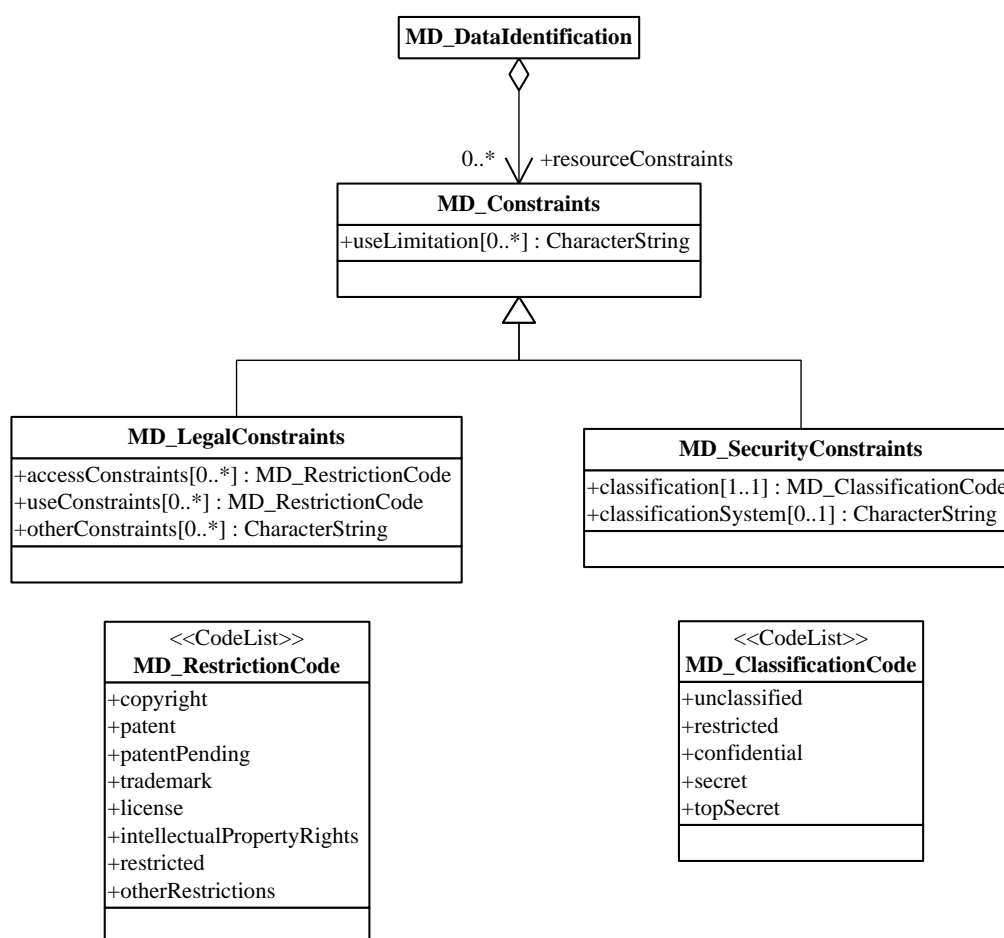 MD_DataIdentification
0..* +resourceConstraints
MD_Constraints
+useLimitation[0..*] : CharacterString
MD_LegalConstraints
+accessConstraints[0..*] : MD_RestrictionCode
+useConstraints[0..*] : MD_RestrictionCode
+otherConstraints[0..*] : CharacterString
MD_SecurityConstraints
+classification[1..1] : MD_ClassificationCode
+classificationSystem[0..1] : CharacterString
<<CodeList>>
MD_RestrictionCode
+copyright
+patent
+patentPending
+trademark
+license
+intellectualPropertyRights
+restricted
+otherRestrictions
<<CodeList>>
MD_ClassificationCode
+unclassified
+restricted
+confidential
+secret
+topSecret